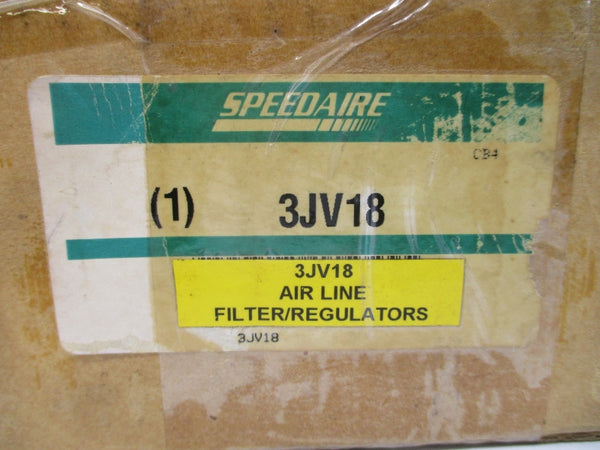 SPEEDAIRE
CB4
(1) 3JV18
3JV18
AIR LINE
FILTER/REGULATORS
3JV18